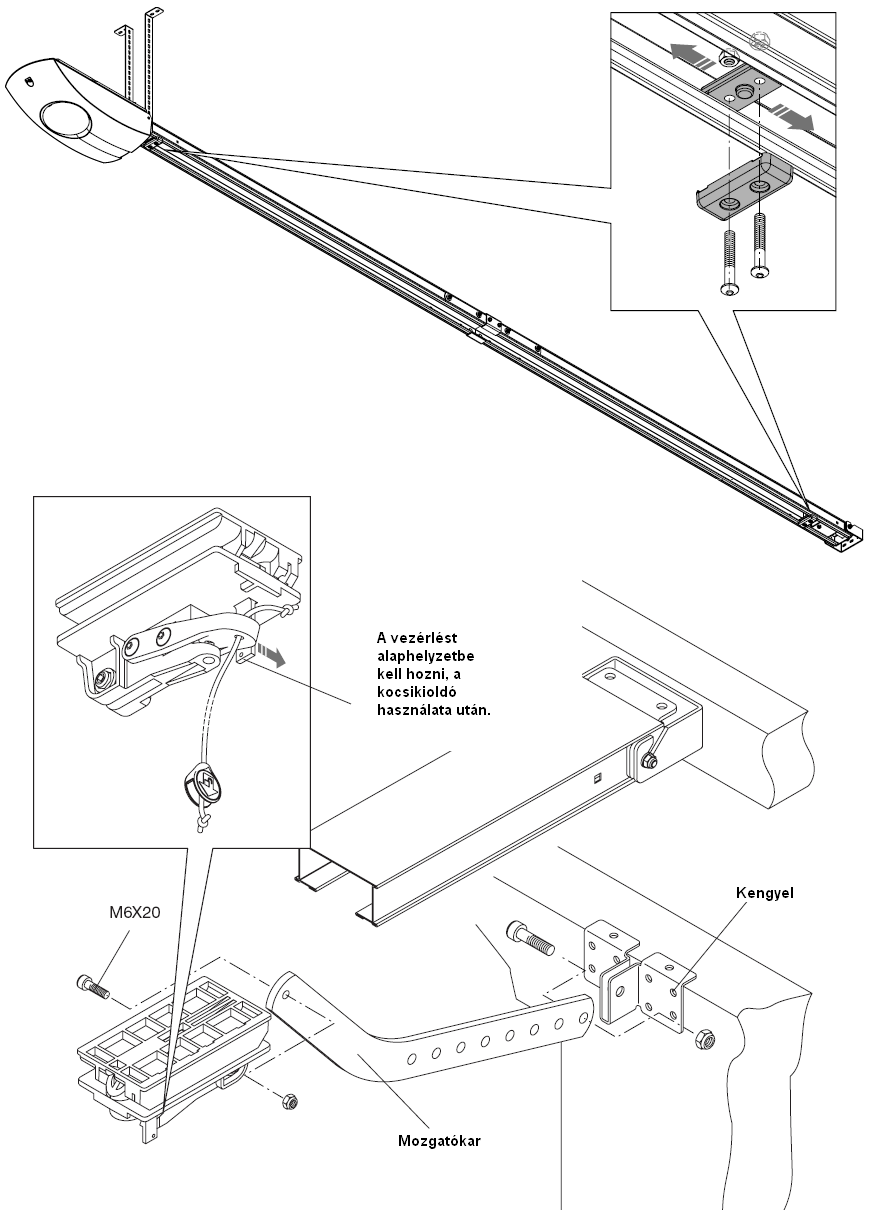 A vezérlést
alaphelyzetbe
kell hozni, a
kocsikioldó
használata után.
Kengyel
M6X20
Mozgatókar